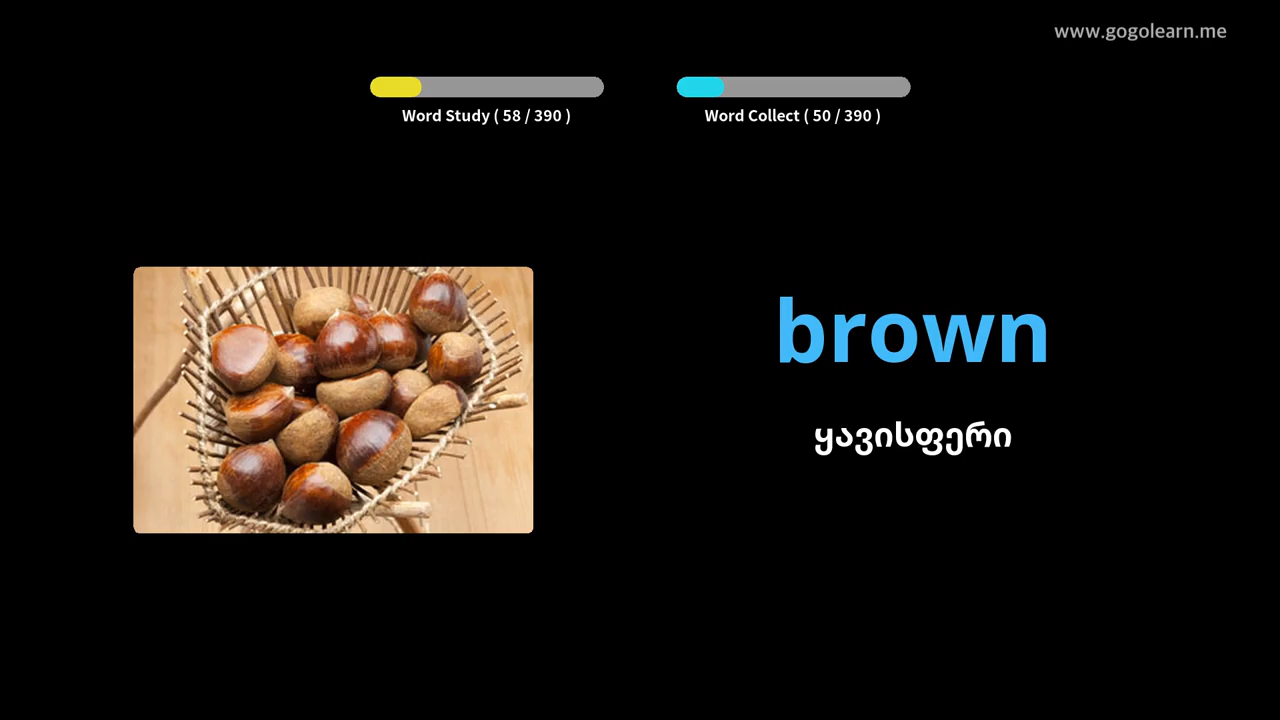 www.gogolearn.me
Word Study ( 58 / 390 )
Word Collect ( 50 / 390 )
brown
ყავისფერი